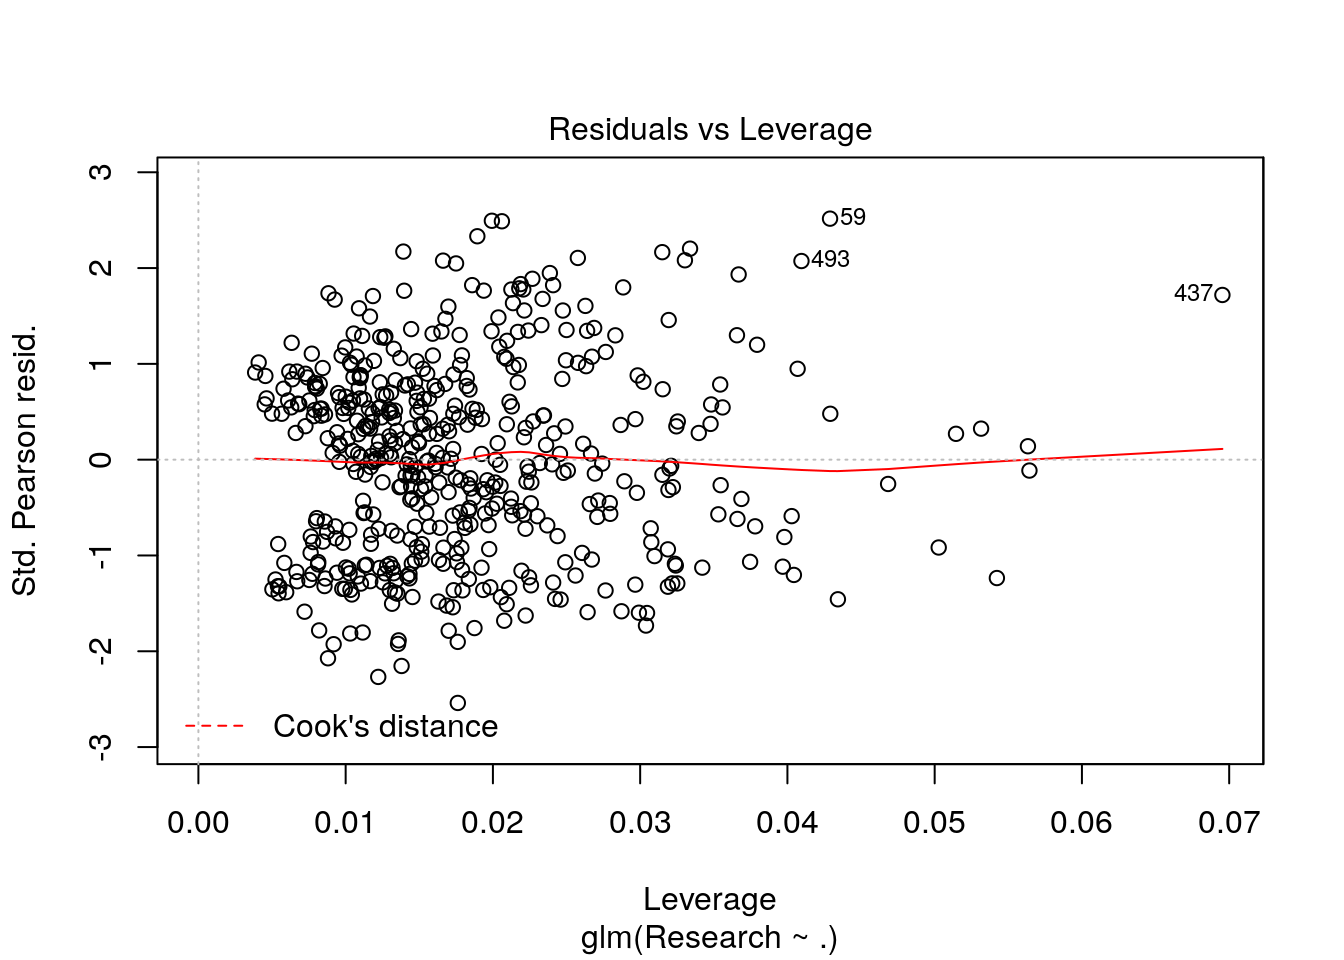 Residuals vs Leverage
Std. Pearson resid.
3
2
1
0
-1
-2
-3
59
493
437
Cook's distance
0.00 0.01 0.02 0.03 0.04 0.05 0.06 0.07
Leverage
glm(Research ~ .)